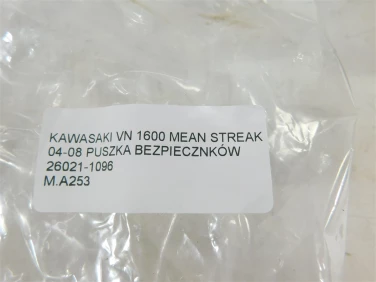 KAWASAKI VN 1600 MEAN STREAK
04-08 PUSZKA BEZPIECZNKÓW
26021-1096
M.A253